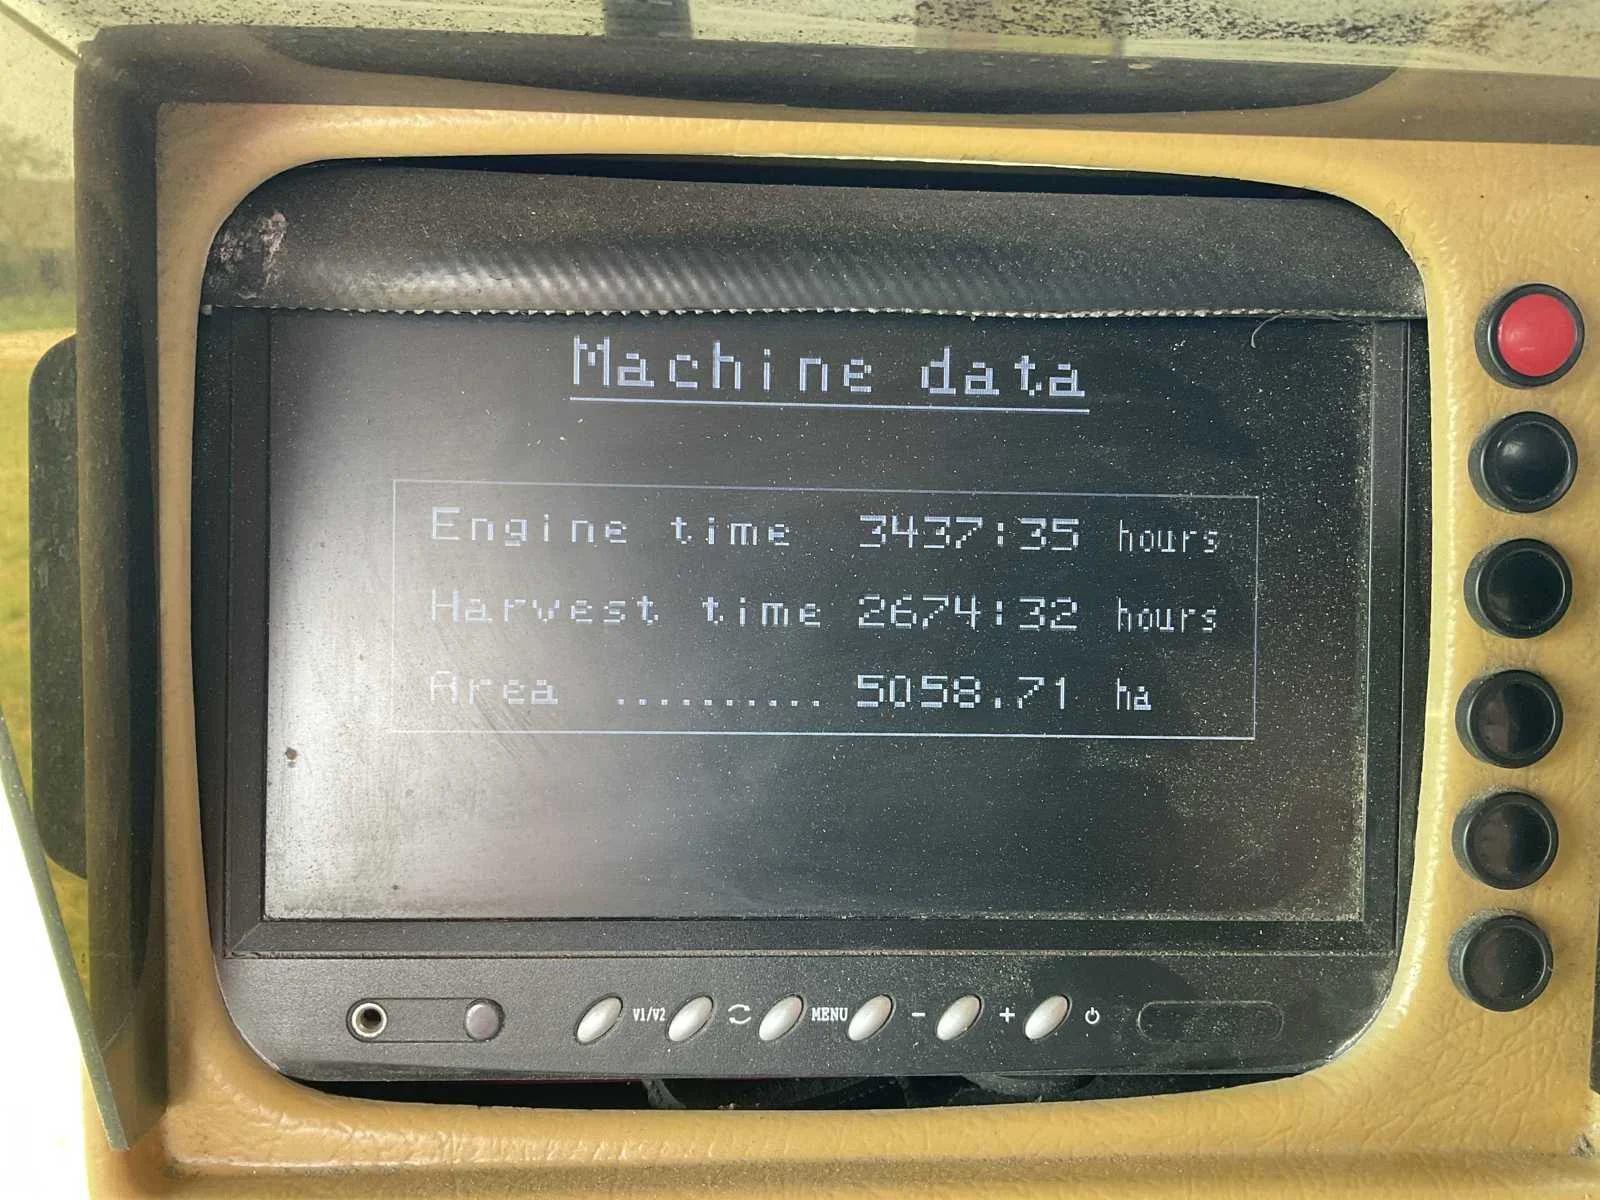 Machine data
Engine time 3437:35 hours
Harvest time 2674:32 hours
Area .......... 5058.71 ha
V1/V2 MENU - +